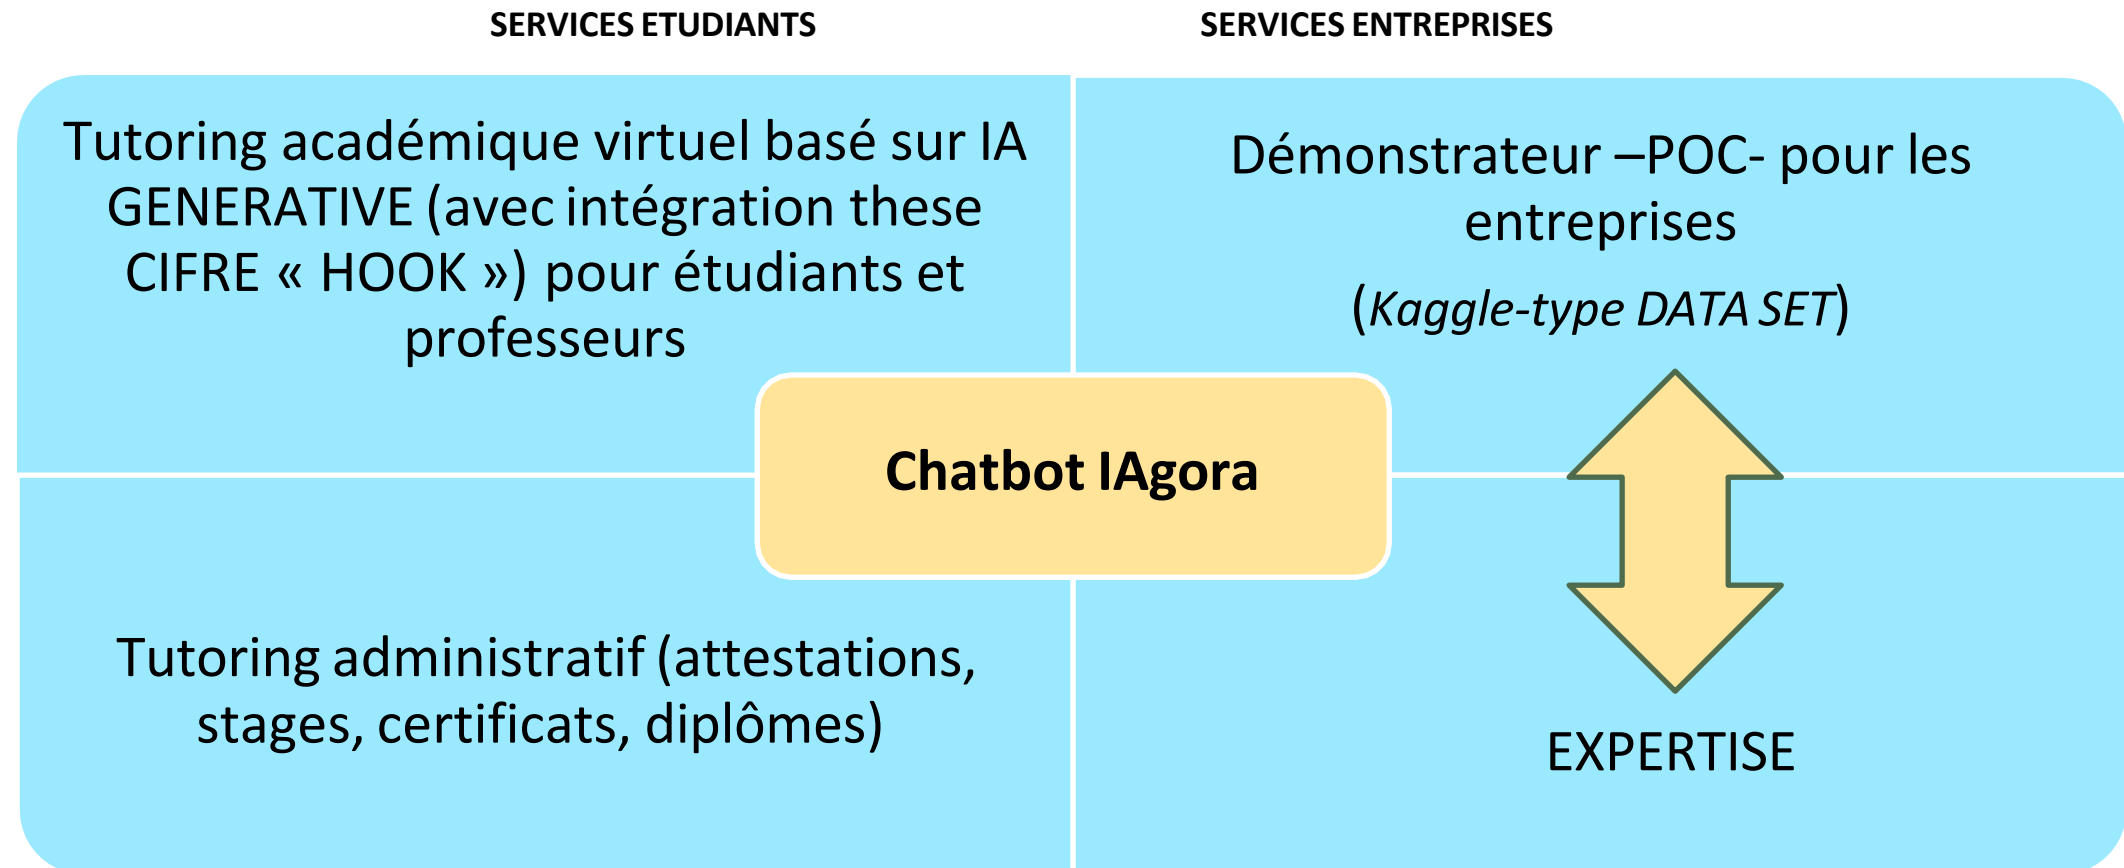 SERVICES ETUDIANTS
SERVICES ENTREPRISES
Tutoring académique virtuel basé sur IA
GENERATIVE (avec intégration these
CIFRE « HOOK ») pour étudiants et
professeurs
Démonstrateur –POC- pour les
entreprises
(Kaggle-type DATA SET)
Chatbot IAgora
Tutoring administratif (attestations,
stages, certificats, diplômes)
EXPERTISE